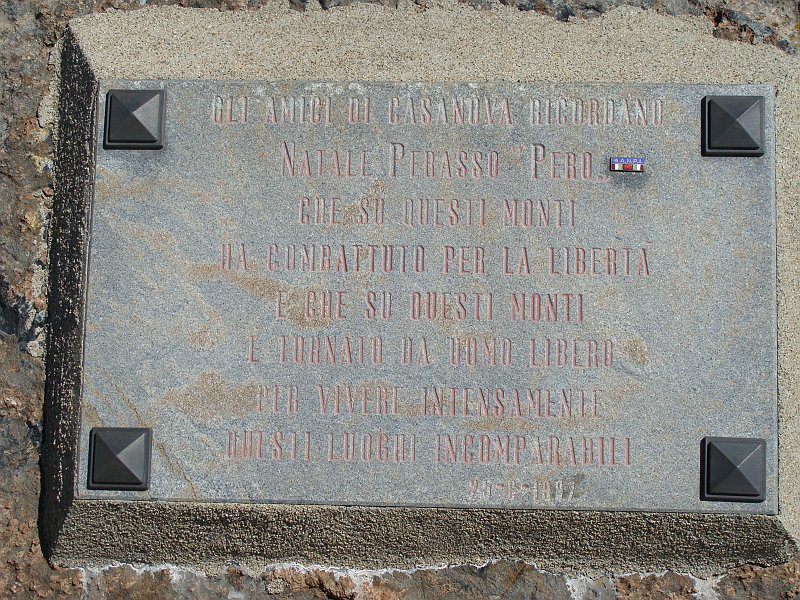 GLI AMICI DI CASANOVA RICORDANO
NATALE PERASSO "PERO"
A.N.P.I.
CHE SU QUESTI MONTI
HA COMBATTUTO PER LA LIBERTÀ
E CHE SU QUESTI MONTI
È TORNATO DA UOMO LIBERO
PER VIVERE INTENSAMENTE
QUESTI LUOGHI INCOMPARABILI